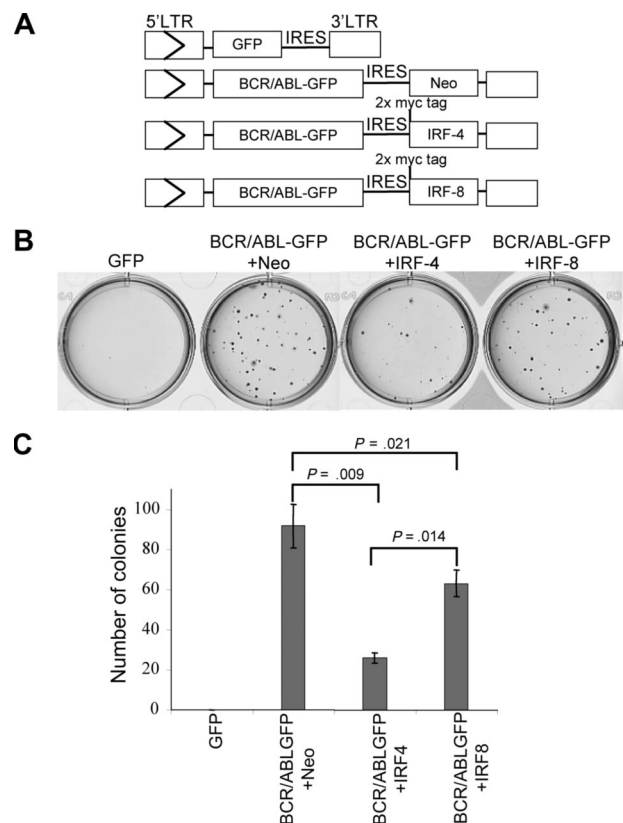 A
5'LTR
3'LTR
GFP
IRES
BCR/ABL-GFP
IRES
Neo
2x myc tag
BCR/ABL-GFP
IRES
IRF-4
2x myc tag
BCR/ABL-GFP
IRES
IRF-8
B
GFP
BCR/ABL-GFP
+Neo
BCR/ABL-GFP
+IRF-4
BCR/ABL-GFP
+IRF-8
C
P = .021
P = .009
P = .014
Number of colonies
100
80
60
40
20
0
GFP
BCR/ABLGFP
+Neo
BCR/ABLGFP
+IRF4
BCR/ABLGFP
+IRF8